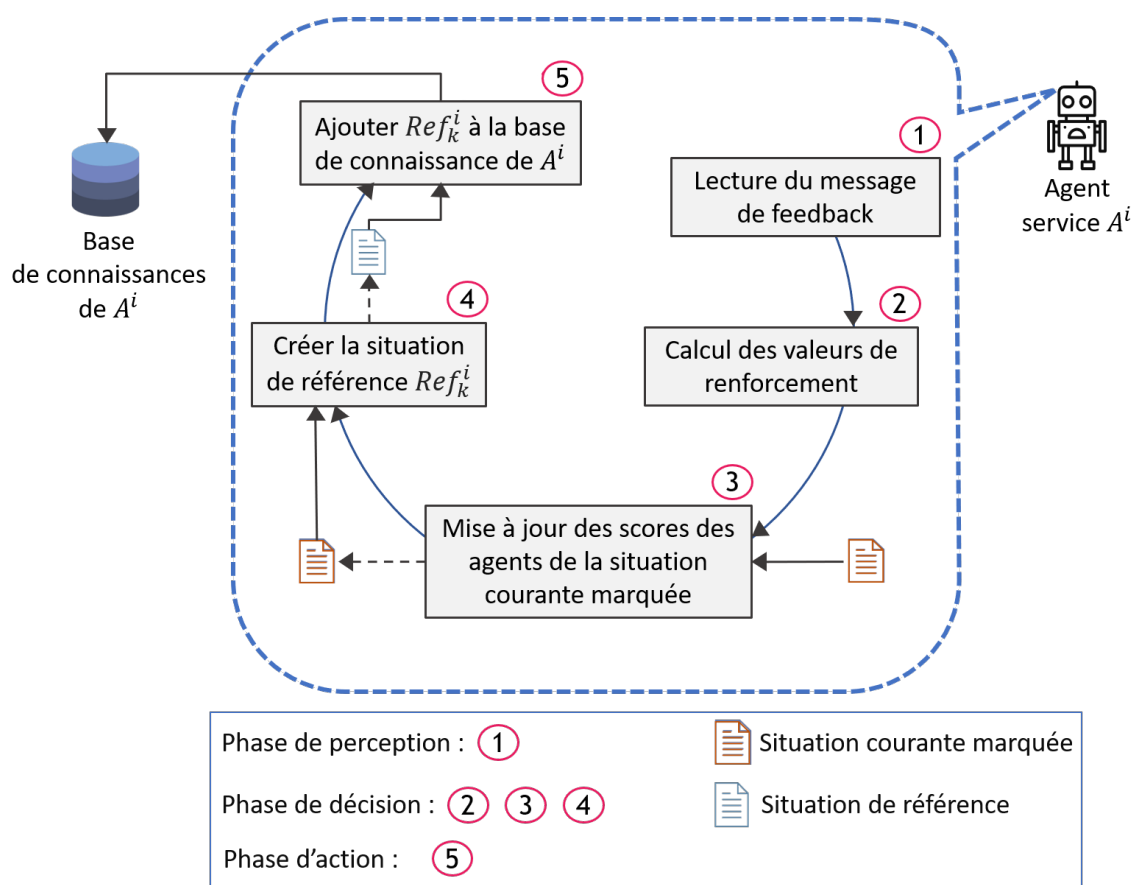 5
Ajouter Ref_k^i à la base
de connaissance de A^i
1
Lecture du message
de feedback
Agent
service A^i
Base
de connaissances
de A^i
4
Créer la situation
de référence Ref_k^i
2
Calcul des valeurs de
renforcement
3
Mise à jour des scores des
agents de la situation
courante marquée
Phase de perception : 1
Situation courante marquée
Phase de décision : 2 3 4
Situation de référence
Phase d’action : 5